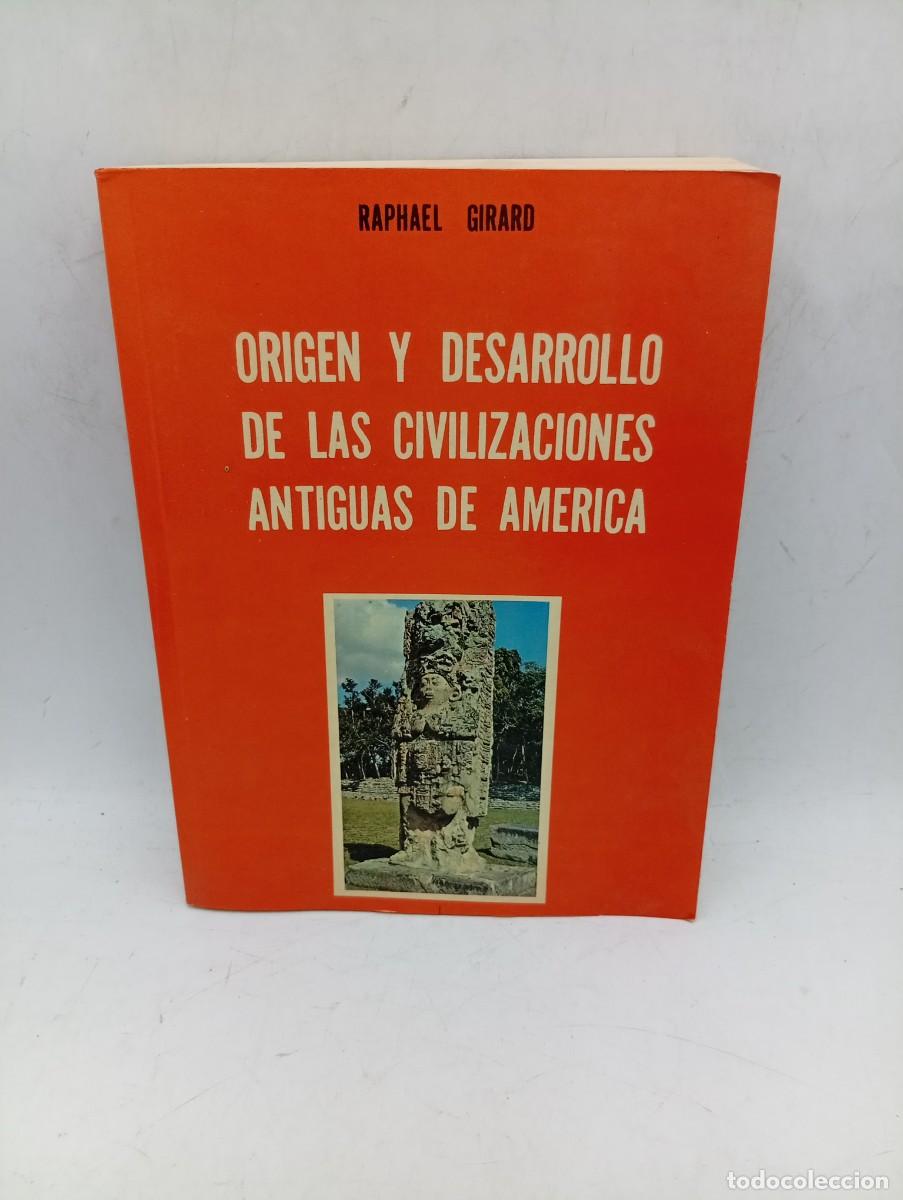 RAPHAEL GIRARD
ORIGEN Y DESARROLLO
DE LAS CIVILIZACIONES
ANTIGUAS DE AMERICA
todocoleccion